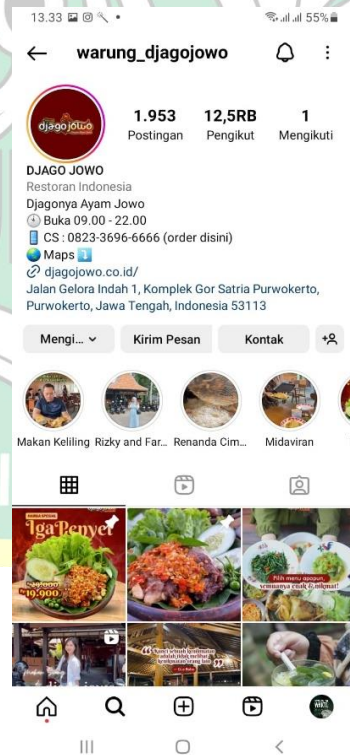 13.33
55%
warung_djagojowo
djago jowo
1.953 12,5RB 1
Postingan Pengikut Mengikuti
DJAGO JOWO
Restoran Indonesia
Djagonya Ayam Jowo
Buka 09.00 - 22.00
CS : 0823-3696-6666 (order disini)
Maps
djagojowo.co.id/
Jalan Gelora Indah 1, Komplek Gor Satria Purwokerto,
Purwokerto, Jawa Tengah, Indonesia 53113
Mengi...
Kirim Pesan
Kontak
Makan Keliling
Rizky and Far...
Renanda Cim...
Midaviran
Iga Penyet
19.900
Pilih menu apapun,
semuanya enak & nikmat!